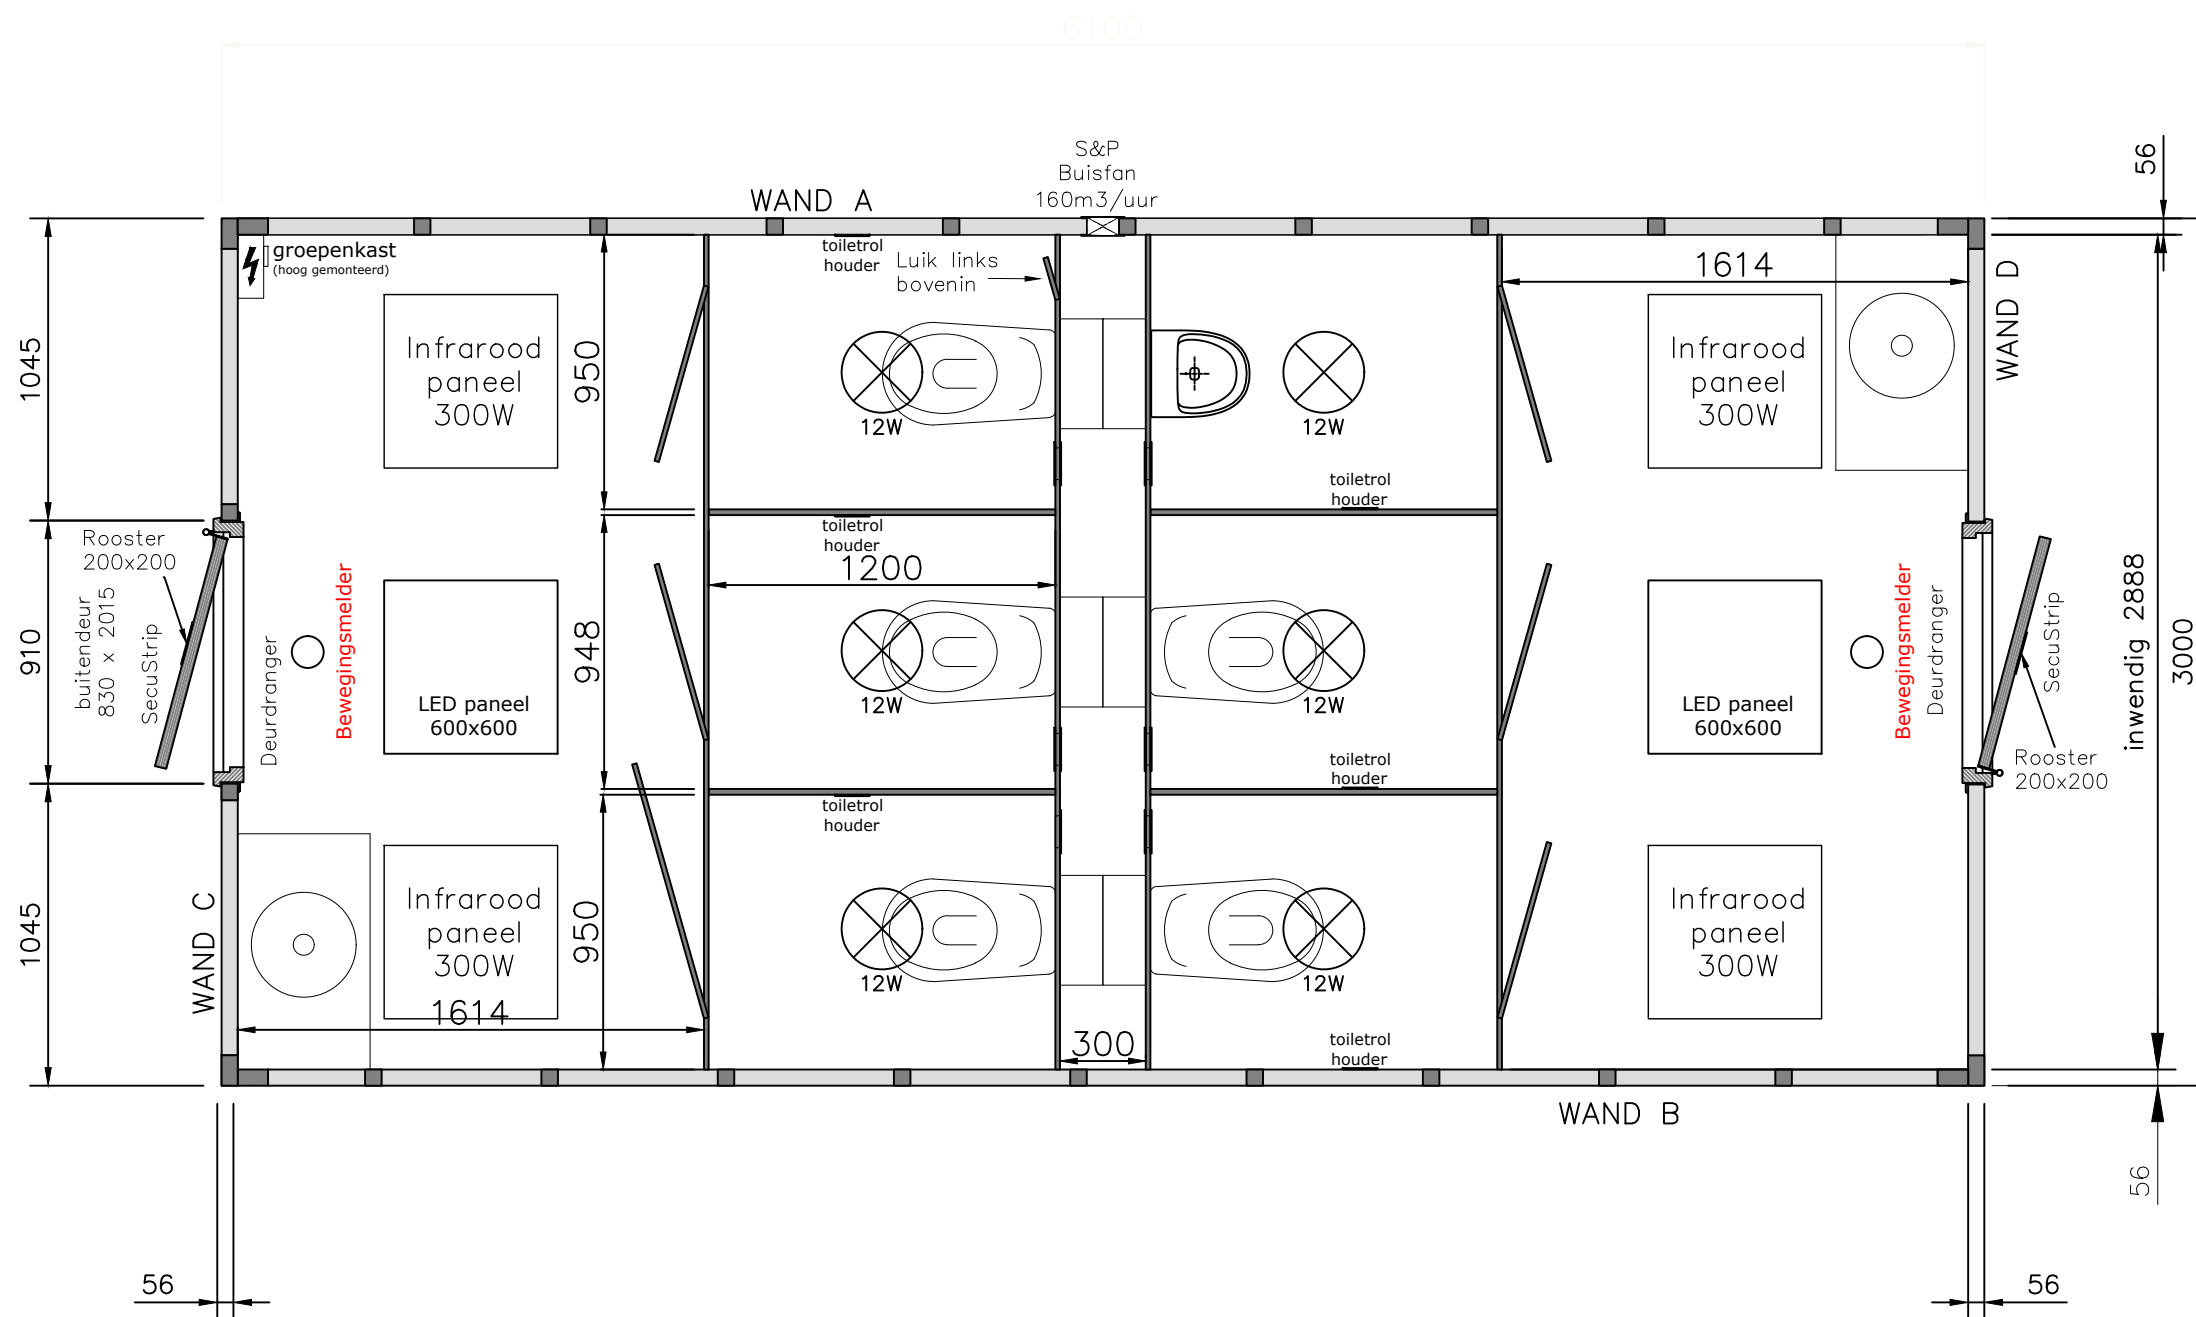 6100
S&P
Buisfan
160m3/uur
WAND A
56
groepenkast
(hoog gemonteerd)
toiletrol
houder
Luik links
bovenin
1614
WAND D
1045
Infrarood
paneel
300W
950
12W
12W
Infrarood
paneel
300W
toiletrol
houder
Rooster
200x200
buitendeur
830 x 2015
SecuStrip
Deurdranger
Bewegingsmelder
toiletrol
houder
1200
910
948
LED paneel
600x600
12W
12W
LED paneel
600x600
Bewegingsmelder
Deurdranger
SecuStrip
Rooster
200x200
inwendig 2888
3000
toiletrol
houder
toiletrol
houder
1045
WAND C
Infrarood
paneel
300W
1614
950
12W
12W
Infrarood
paneel
300W
300
toiletrol
houder
WAND B
56
56
56